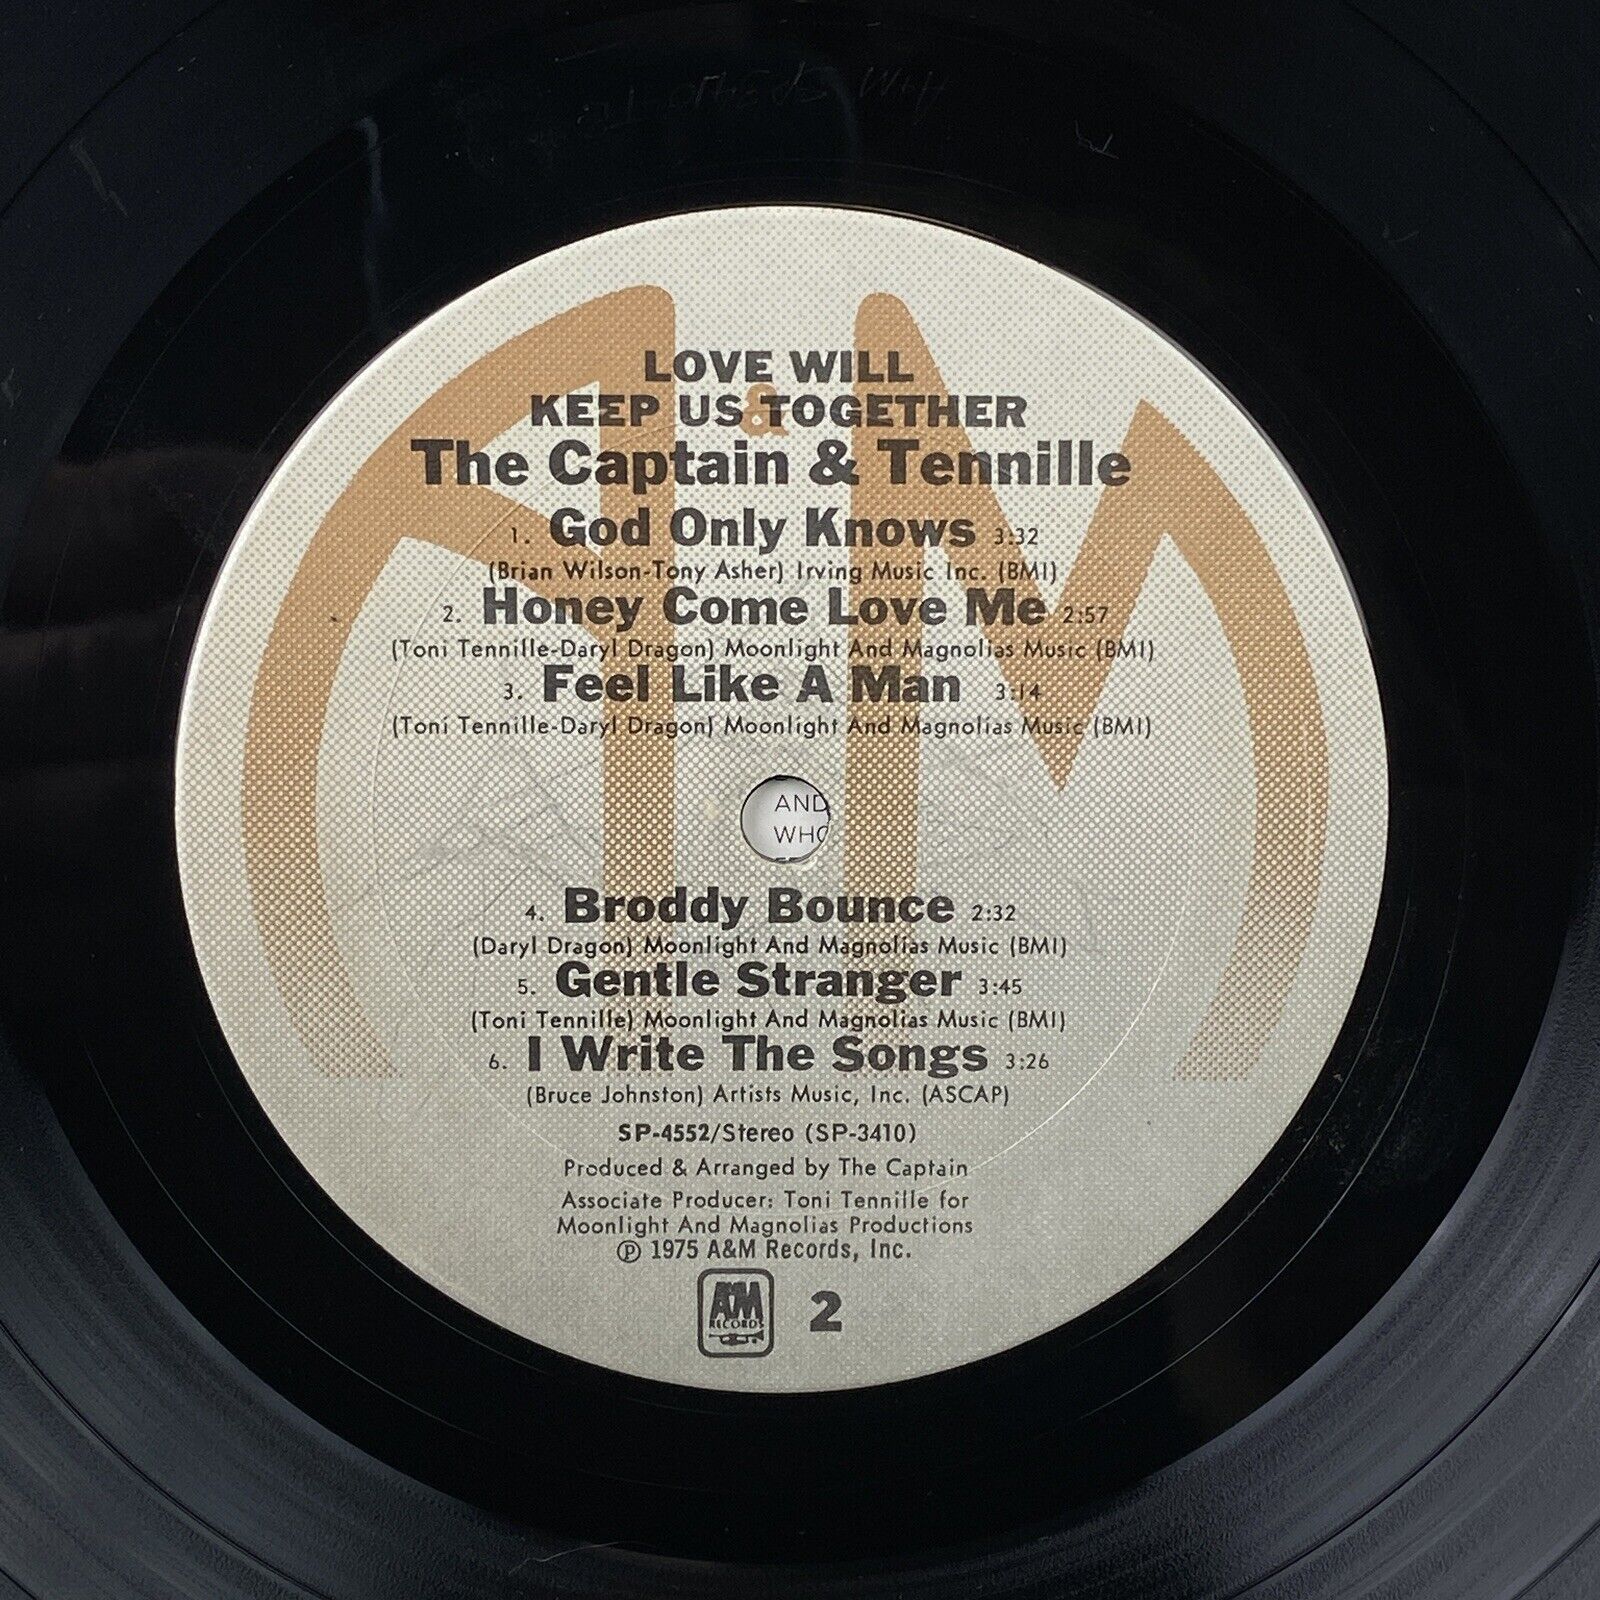 LOVE WILL
KEEP US TOGETHER
The Captain & Tennille
1. God Only Knows 3:32
(Brian Wilson-Tony Asher) Irving Music Inc. (BMI)
2. Honey Come Love Me 2:57
(Toni Tennille-Daryl Dragon) Moonlight And Magnolias Music (BMI)
3. Feel Like A Man 3:14
(Toni Tennille-Daryl Dragon) Moonlight And Magnolias Music (BMI)
AND
WHO
4. Broddy Bounce 2:32
(Daryl Dragon) Moonlight And Magnolias Music (BMI)
5. Gentle Stranger 3:45
(Toni Tennille) Moonlight And Magnolias Music (BMI)
6. I Write The Songs 3:26
(Bruce Johnston) Artists Music, Inc. (ASCAP)
SP-4552/Stereo (SP-3410)
Produced & Arranged by The Captain
Associate Producer: Toni Tennille for
Moonlight And Magnolias Productions
℗ 1975 A&M Records, Inc.
A&M
RECORDS
2
A&M